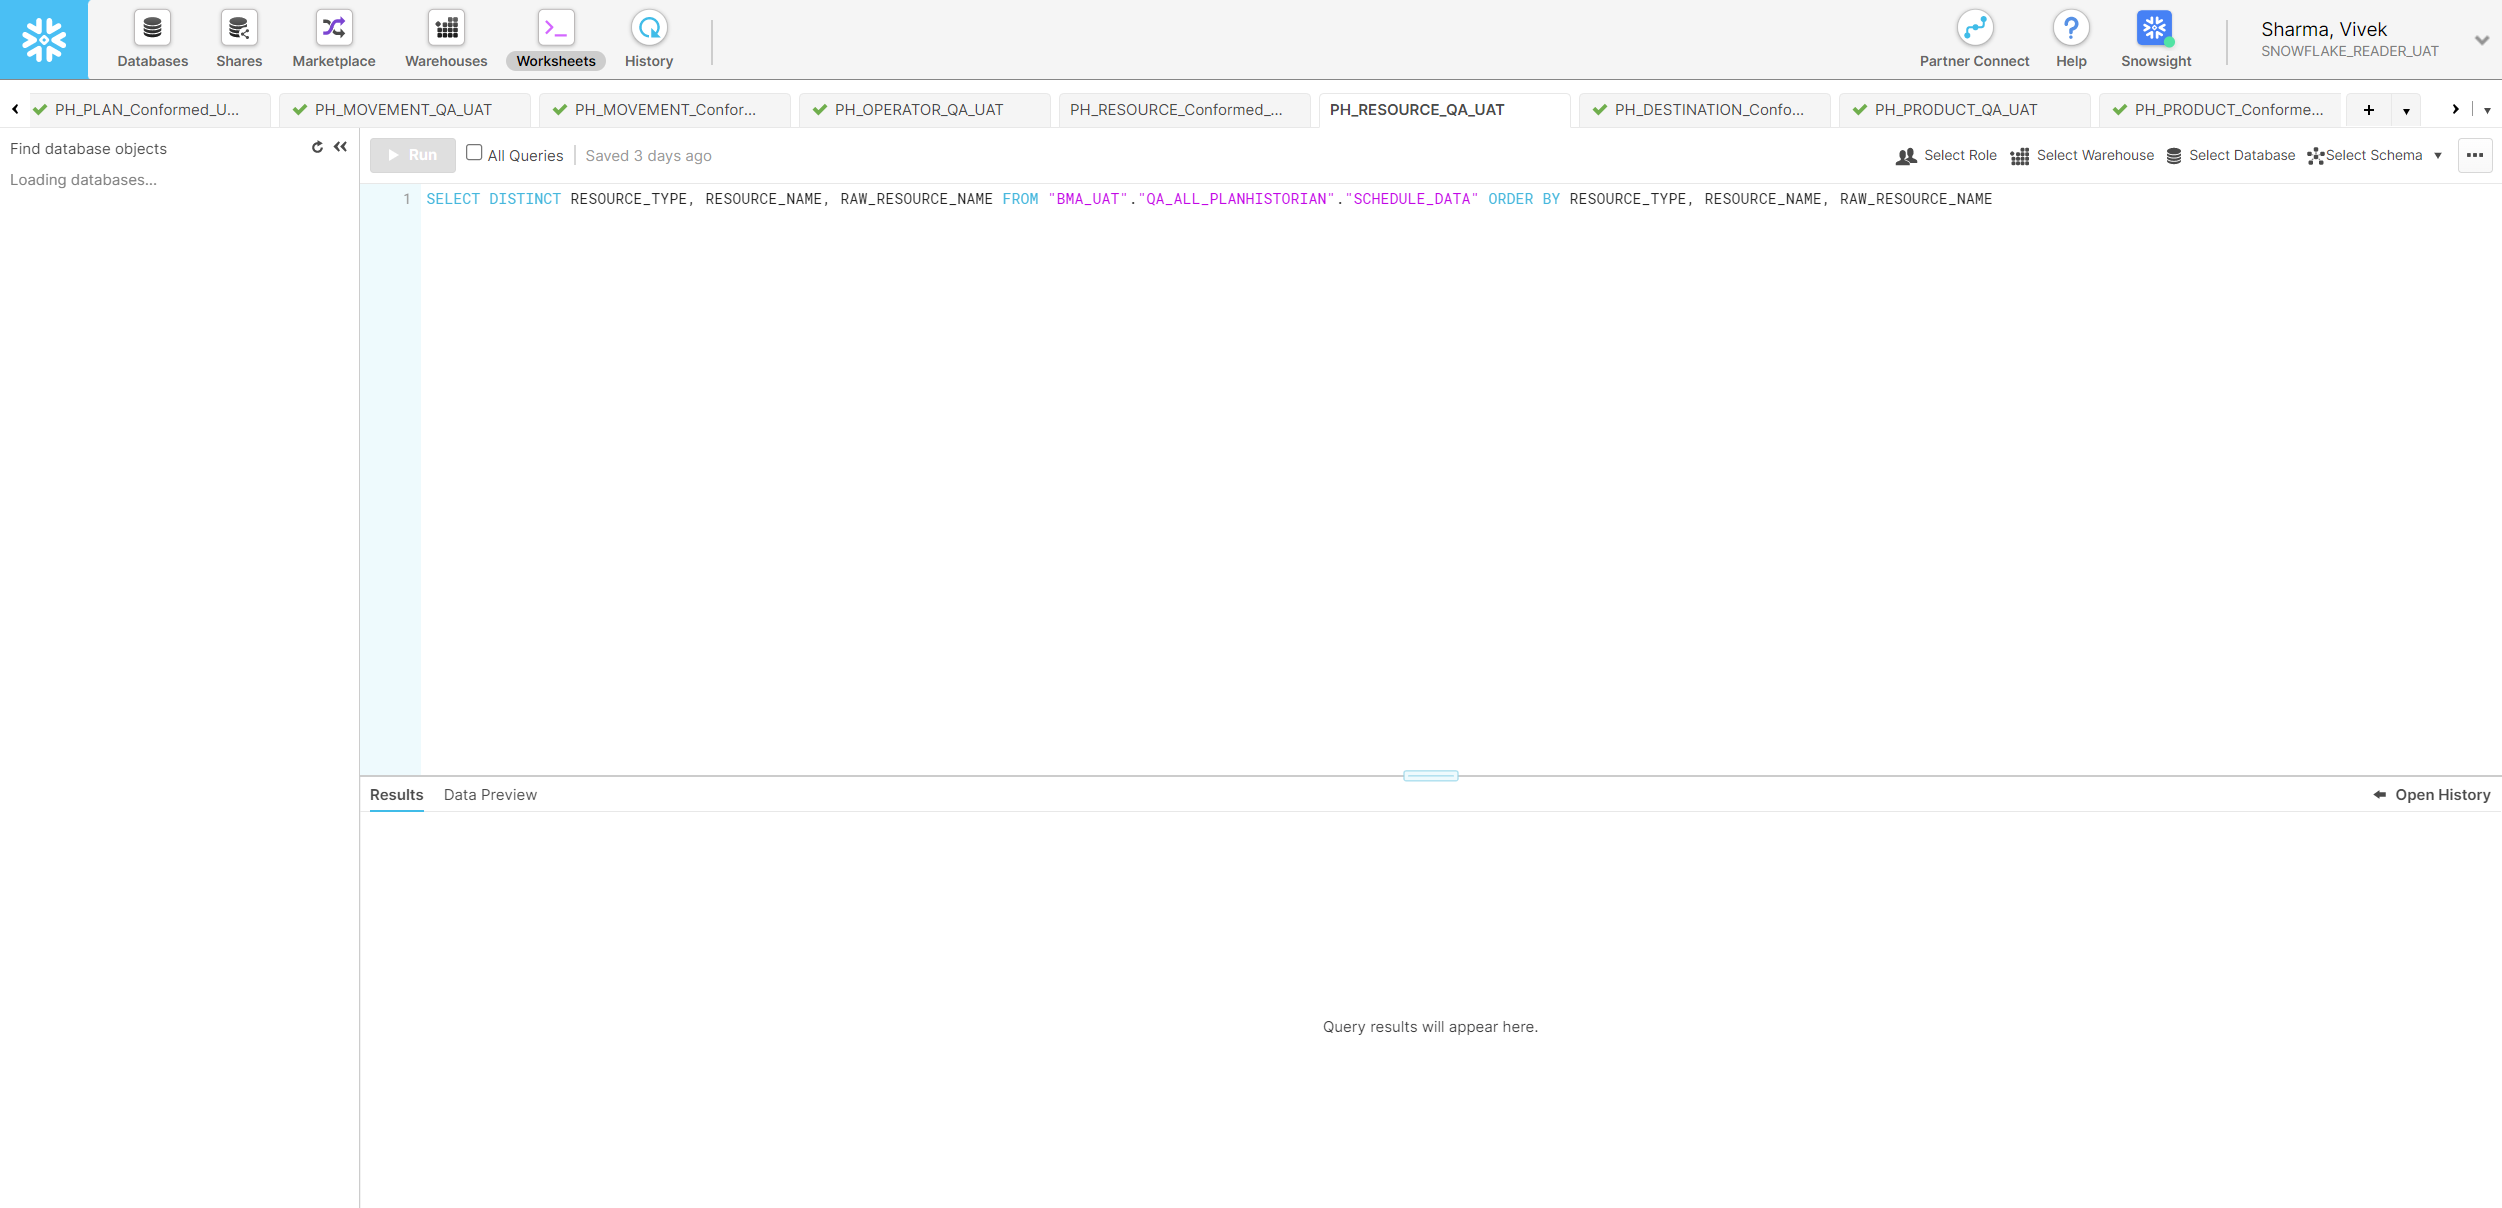 Databases Shares Marketplace Warehouses Worksheets History Partner Connect Help Snowsight
Sharma, Vivek
SNOWFLAKE_READER_UAT
PH_PLAN_Conformed_U... PH_MOVEMENT_QA_UAT PH_MOVEMENT_Confor... PH_OPERATOR_QA_UAT PH_RESOURCE_Conformed_... PH_RESOURCE_QA_UAT PH_DESTINATION_Confo... PH_PRODUCT_QA_UAT PH_PRODUCT_Conforme...
Find database objects
Loading databases...
Run All Queries Saved 3 days ago Select Role Select Warehouse Select Database Select Schema
1 SELECT DISTINCT RESOURCE_TYPE, RESOURCE_NAME, RAW_RESOURCE_NAME FROM "BMA_UAT"."QA_ALL_PLANHISTORIAN"."SCHEDULE_DATA" ORDER BY RESOURCE_TYPE, RESOURCE_NAME, RAW_RESOURCE_NAME
Results Data Preview Open History
Query results will appear here.